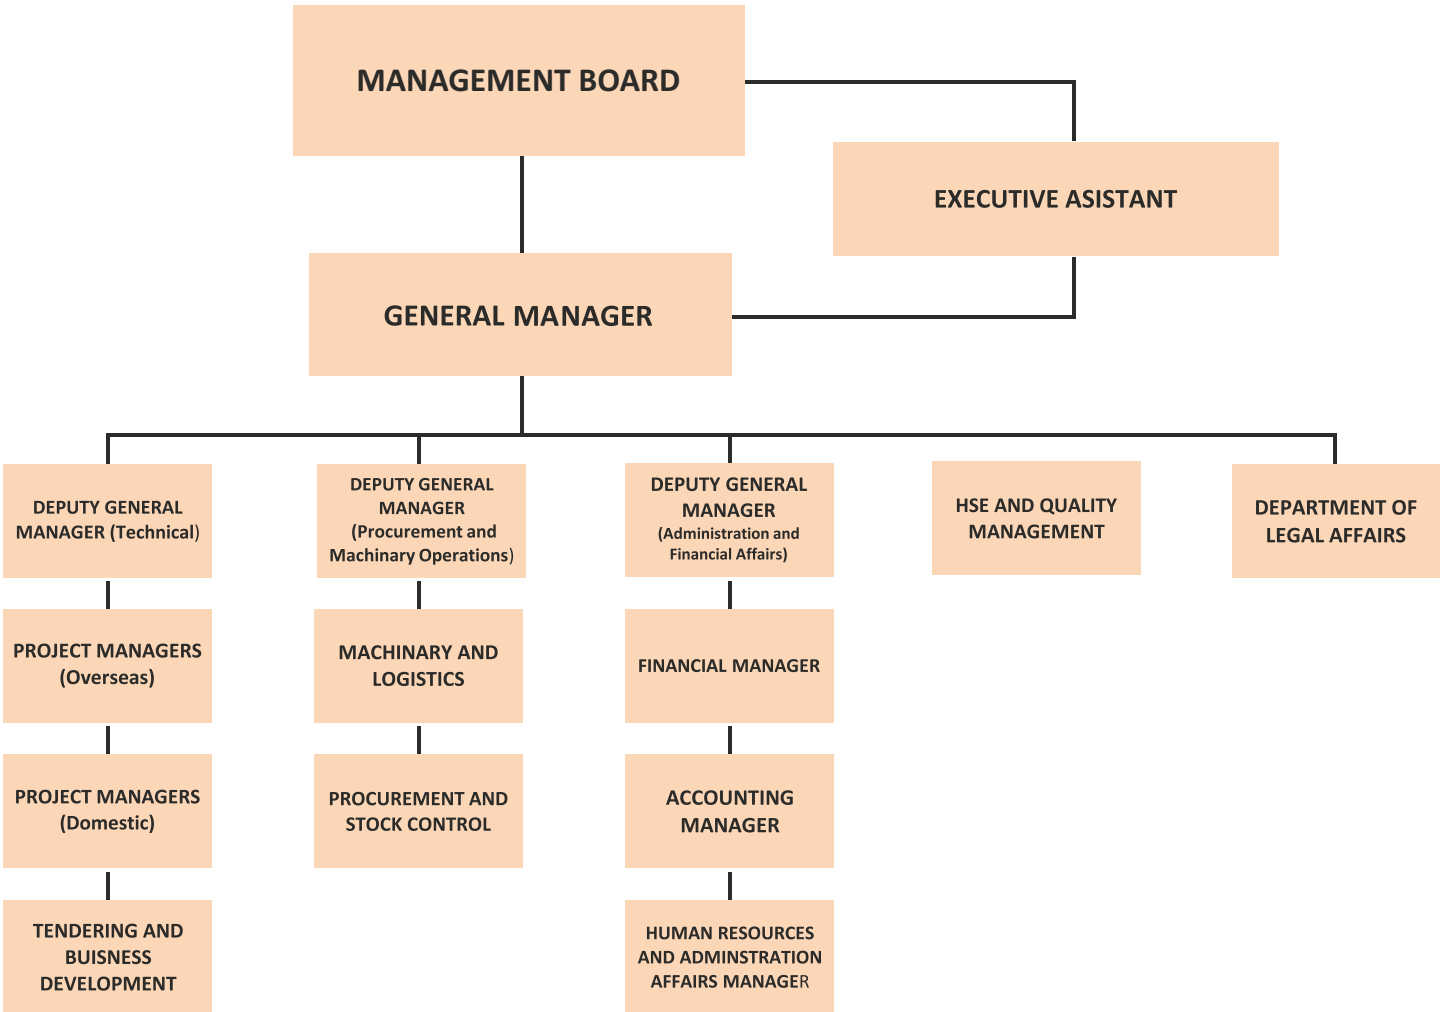 MANAGEMENT BOARD
EXECUTIVE ASISTANT
GENERAL MANAGER
DEPUTY GENERAL
MANAGER (Technical)
DEPUTY GENERAL
MANAGER
(Procurement and
Machinary Operations)
DEPUTY GENERAL
MANAGER
(Administration and
Financial Affairs)
HSE AND QUALITY
MANAGEMENT
DEPARTMENT OF
LEGAL AFFAIRS
PROJECT MANAGERS
(Overseas)
MACHINARY AND
LOGISTICS
FINANCIAL MANAGER
PROJECT MANAGERS
(Domestic)
PROCUREMENT AND
STOCK CONTROL
ACCOUNTING
MANAGER
TENDERING AND
BUISNESS
DEVELOPMENT
HUMAN RESOURCES
AND ADMINSTRATION
AFFAIRS MANAGER